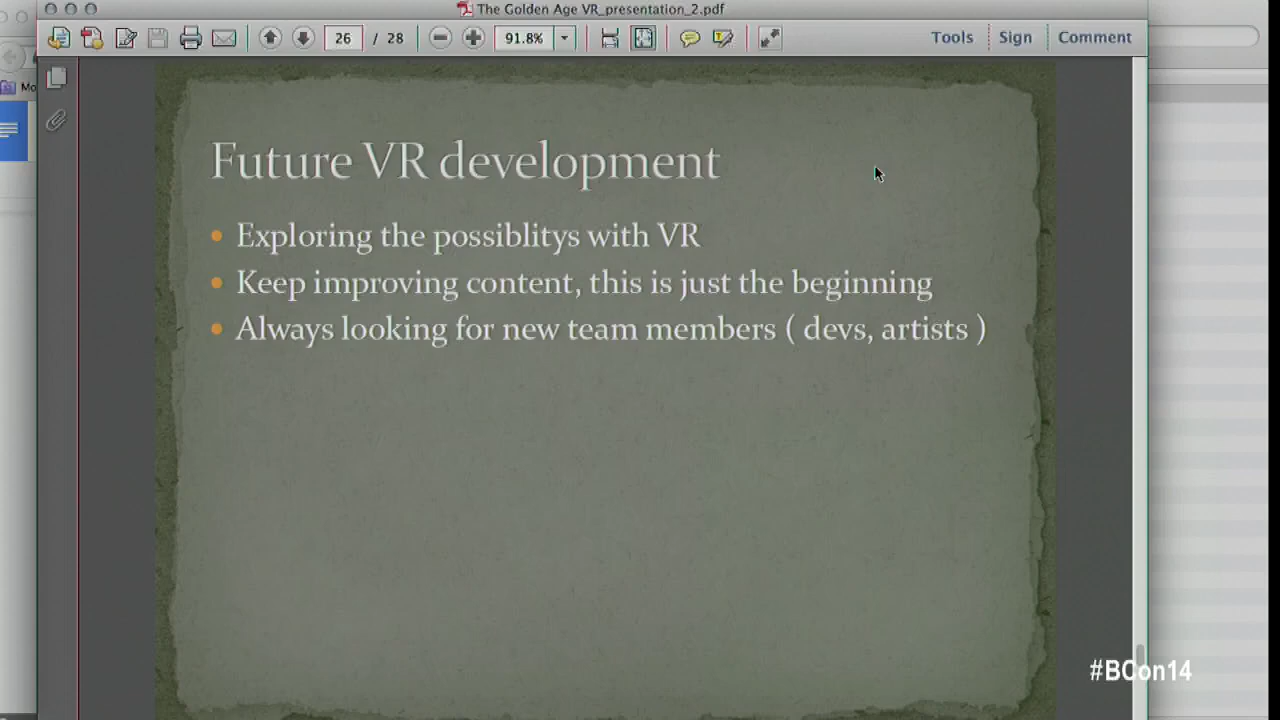 The Golden Age VR_presentation_2.pdf
26 / 28
91.8%
Tools
Sign
Comment
Mo
Future VR development
• Exploring the possiblitys with VR
• Keep improving content, this is just the beginning
• Always looking for new team members ( devs, artists )
#BCon14